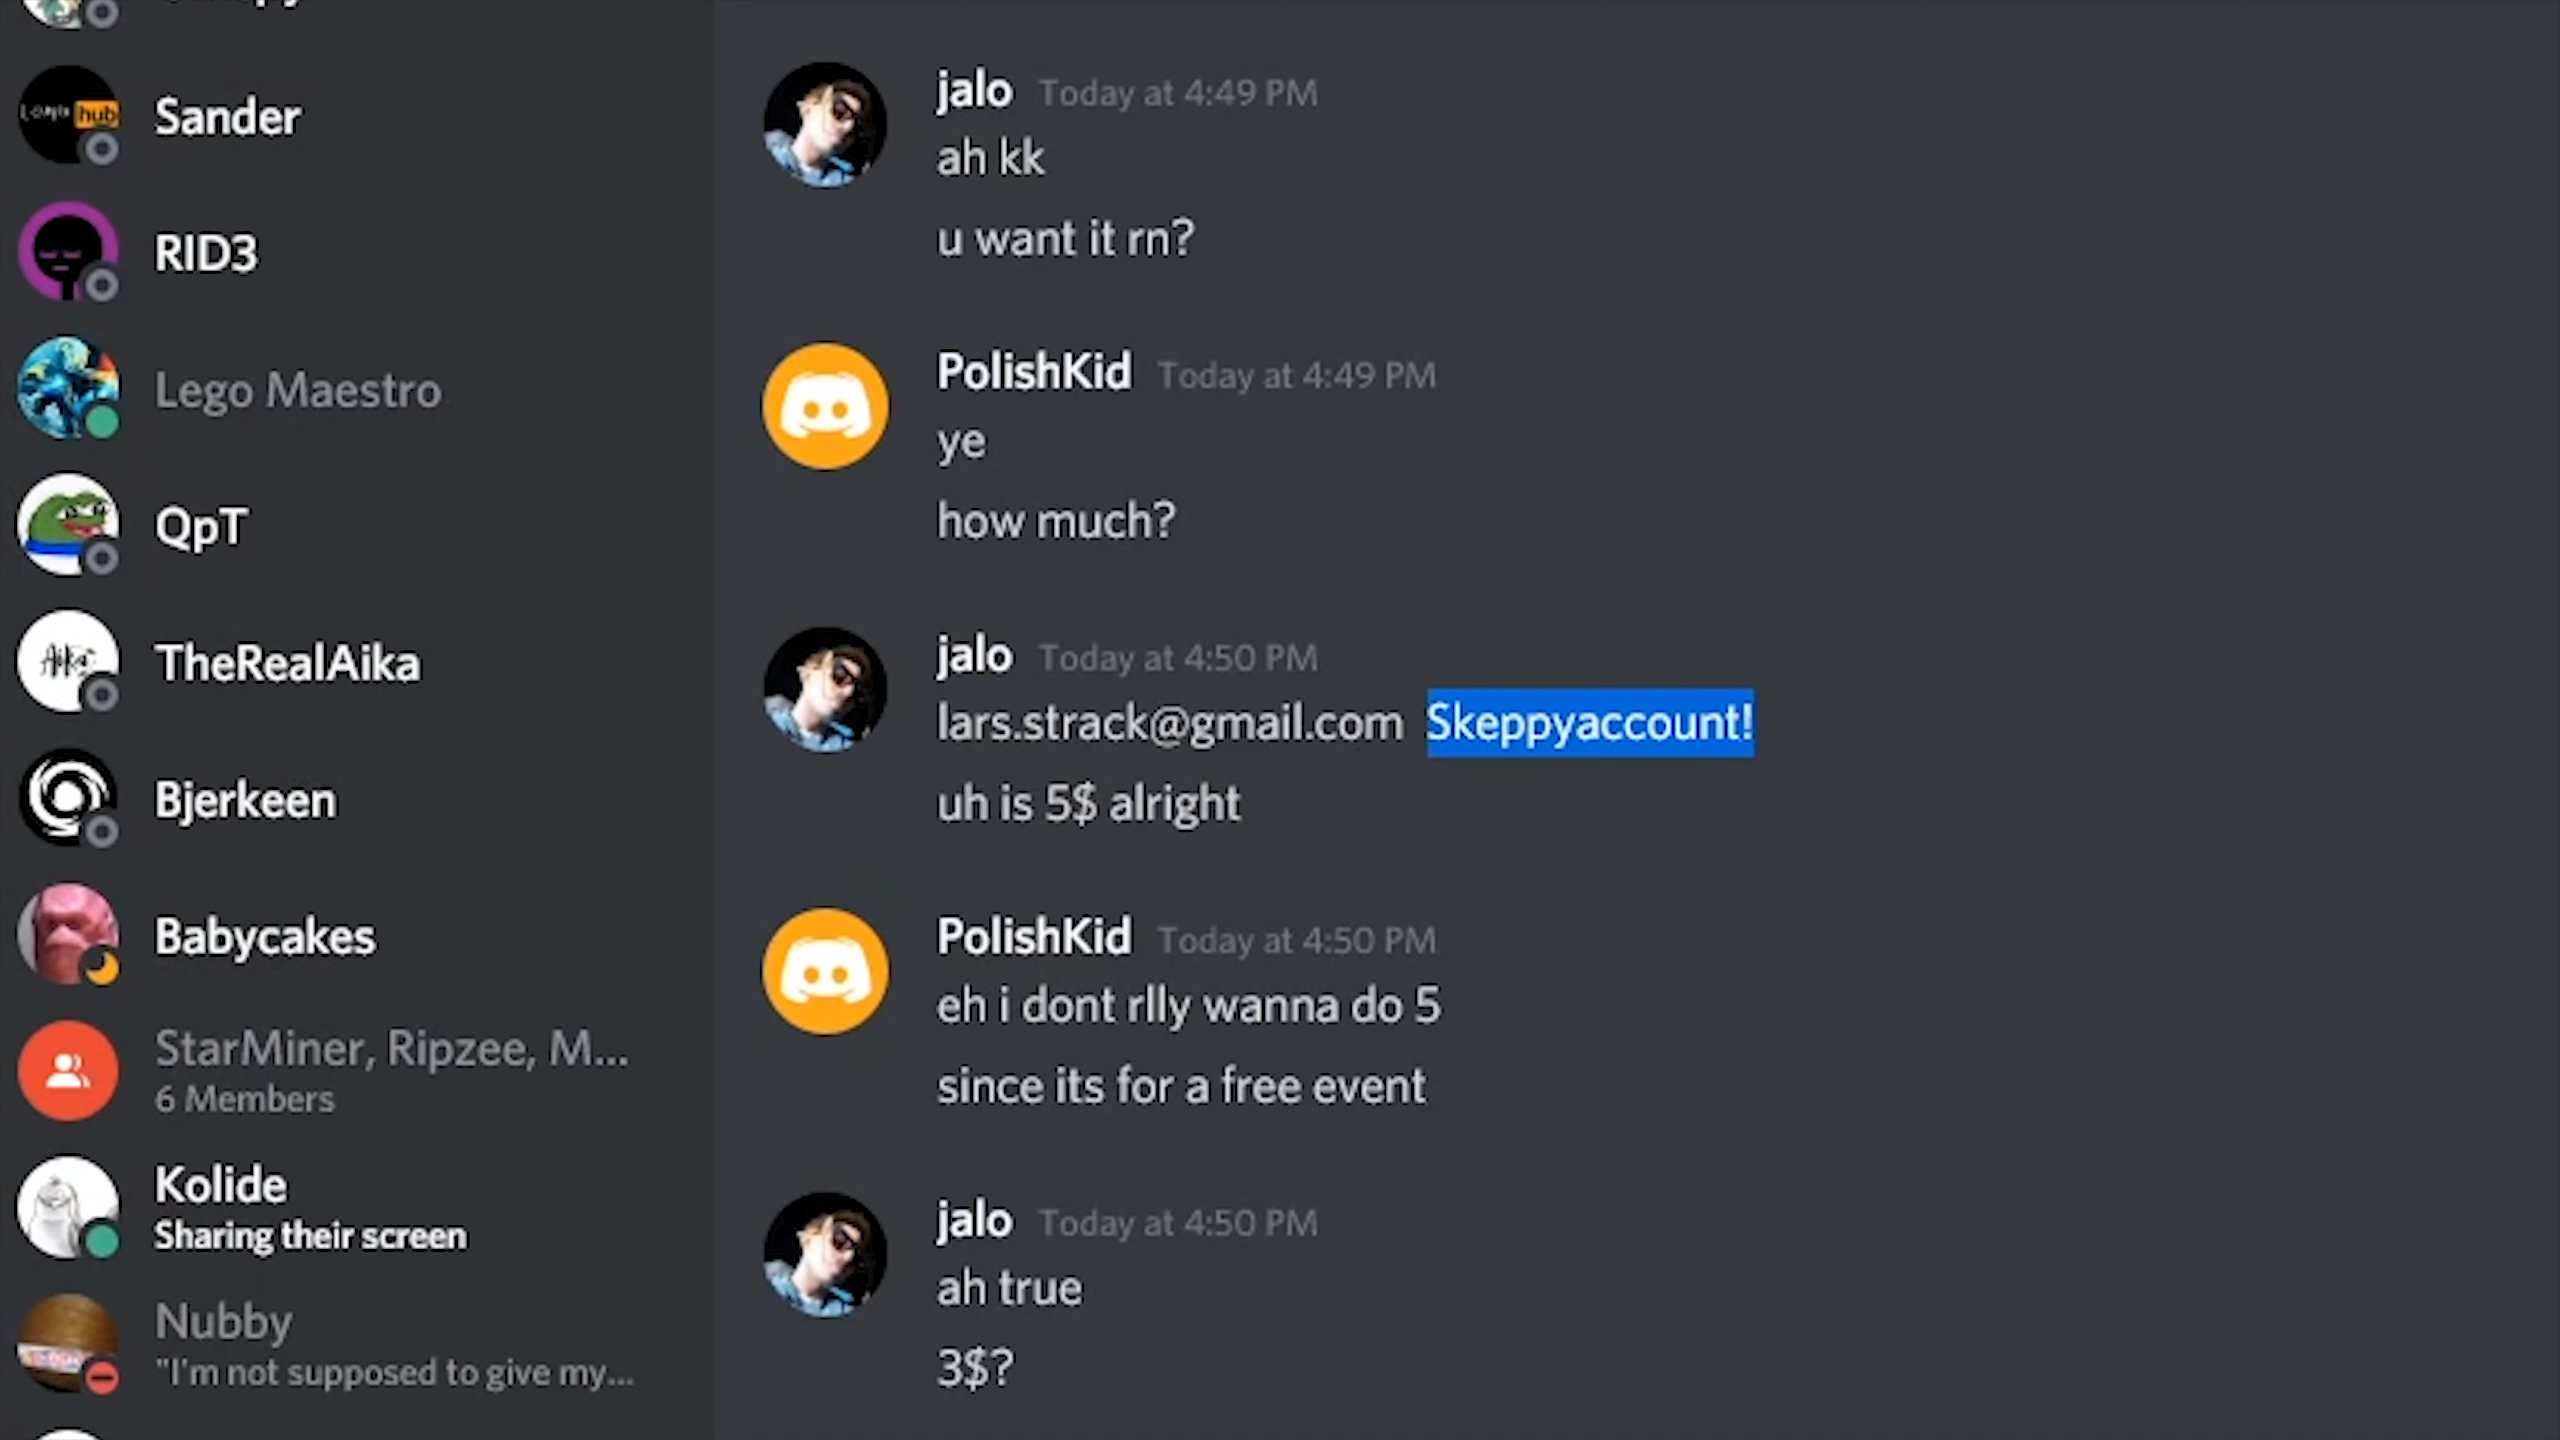 Sander
RID3
Lego Maestro
QpT
TheRealAika
Bjerkeen
Babycakes
StarMiner, Ripzee, M...
6 Members
Kolide
Sharing their screen
Nubby
"I'm not supposed to give my...
jalo Today at 4:49 PM
ah kk
u want it rn?
PolishKid Today at 4:49 PM
ye
how much?
jalo Today at 4:50 PM
lars.strack@gmail.com Skeppyaccount!
uh is 5$ alright
PolishKid Today at 4:50 PM
eh i dont rlly wanna do 5
since its for a free event
jalo Today at 4:50 PM
ah true
3$?